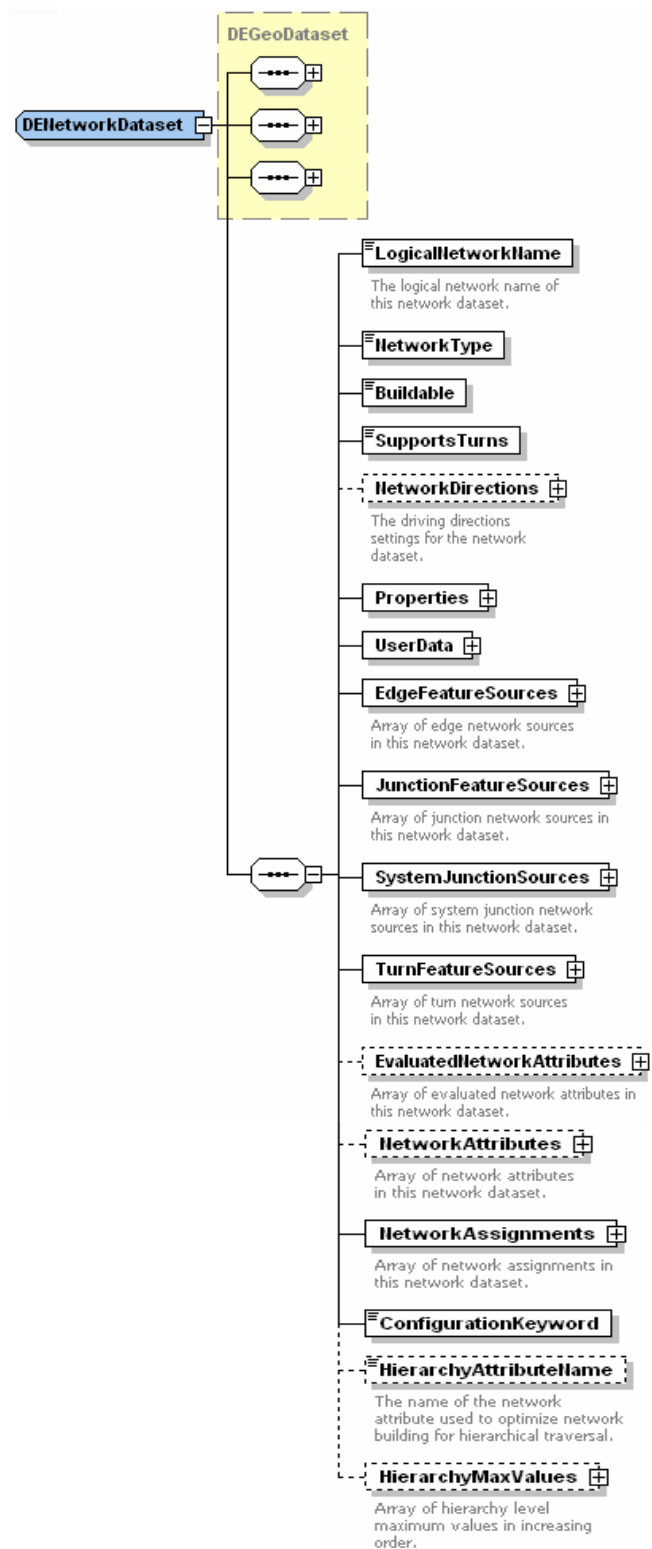 DEGeoDataset
DENetworkDataset
LogicalNetworkName
The logical network name of
this network dataset.
NetworkType
Buildable
SupportsTurns
NetworkDirections
The driving directions
settings for the network
dataset.
Properties
UserData
EdgeFeatureSources
Array of edge network sources
in this network dataset.
JunctionFeatureSources
Array of junction network sources in
this network dataset.
SystemJunctionSources
Array of system junction network
sources in this network dataset.
TurnFeatureSources
Array of turn network sources
in this network dataset.
EvaluatedNetworkAttributes
Array of evaluated network attributes in
this network dataset.
NetworkAttributes
Array of network attributes
in this network dataset.
NetworkAssignments
Array of network assignments in
this network dataset.
ConfigurationKeyword
HierarchyAttributeName
The name of the network
attribute used to optimize network
building for hierarchical traversal.
HierarchyMaxValues
Array of hierarchy level
maximum values in increasing
order.